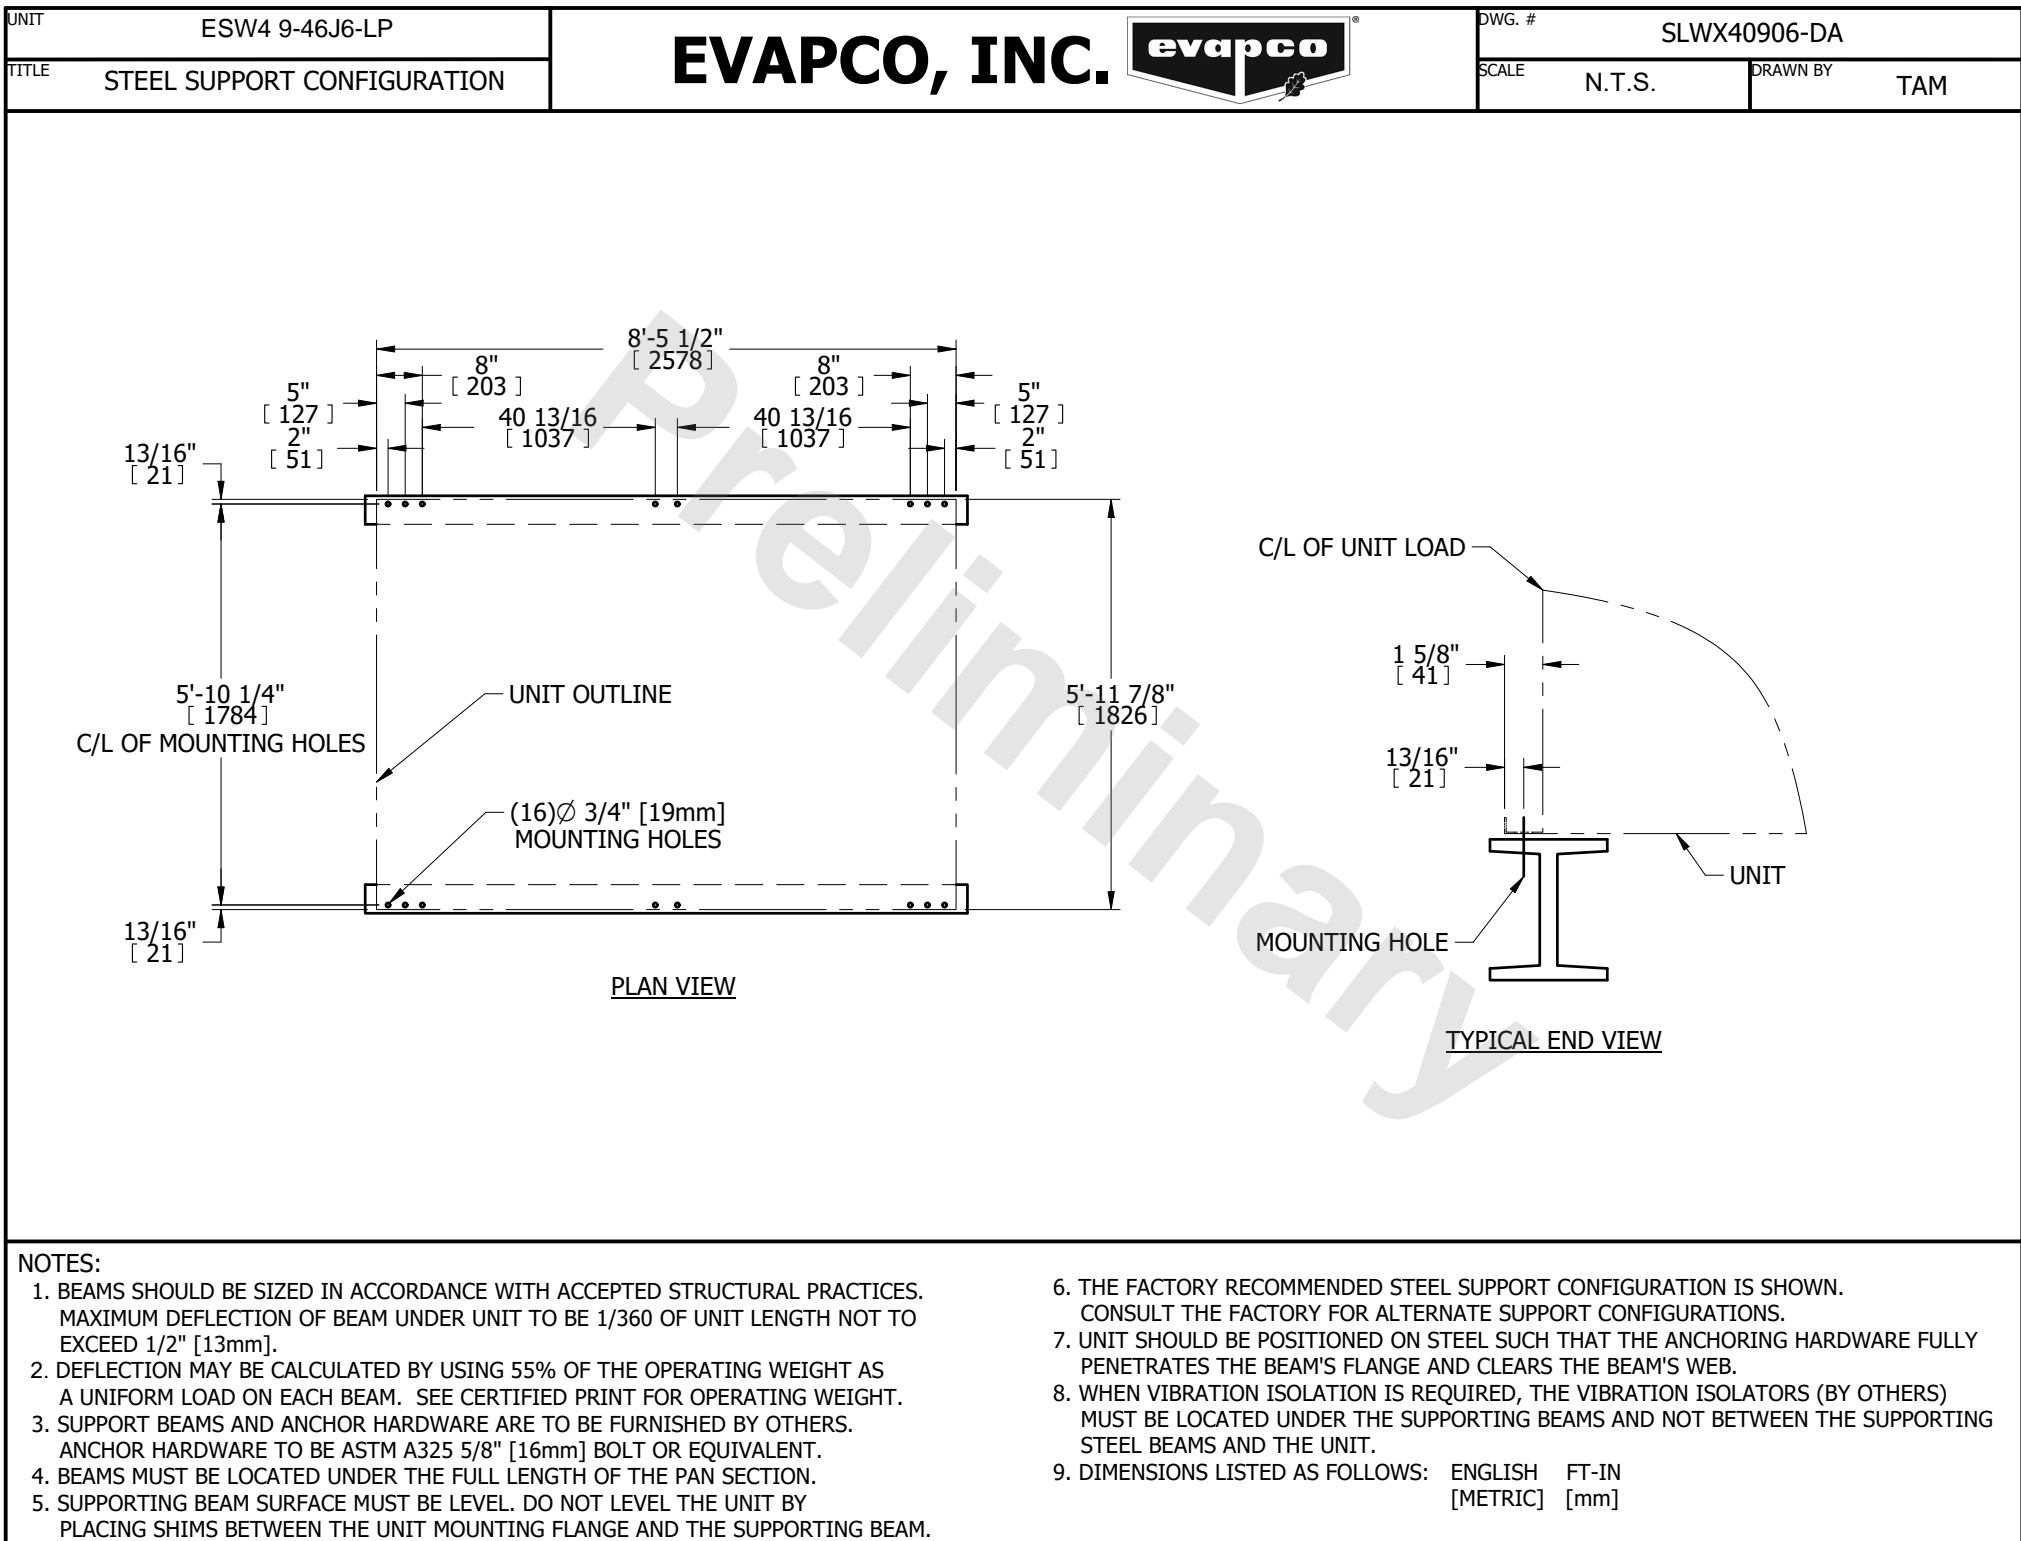 UNIT
ESW4 9-46J6-LP
TITLE
STEEL SUPPORT CONFIGURATION
EVAPCO, INC.
evapco
®
DWG. #
SLWX40906-DA
SCALE
N.T.S.
DRAWN BY
TAM
8'-5 1/2"
[ 2578 ]
8"
[ 203 ]
8"
[ 203 ]
5"
[ 127 ]
5"
[ 127 ]
40 13/16
[ 1037 ]
40 13/16
[ 1037 ]
2"
[ 51 ]
2"
[ 51 ]
13/16"
[ 21 ]
5'-10 1/4"
[ 1784 ]
C/L OF MOUNTING HOLES
UNIT OUTLINE
5'-11 7/8"
[ 1826 ]
(16)Ø 3/4" [19mm]
MOUNTING HOLES
13/16"
[ 21 ]
PLAN VIEW
C/L OF UNIT LOAD
1 5/8"
[ 41 ]
13/16"
[ 21 ]
UNIT
MOUNTING HOLE
TYPICAL END VIEW
Preliminary
NOTES:
1. BEAMS SHOULD BE SIZED IN ACCORDANCE WITH ACCEPTED STRUCTURAL PRACTICES.
MAXIMUM DEFLECTION OF BEAM UNDER UNIT TO BE 1/360 OF UNIT LENGTH NOT TO
EXCEED 1/2" [13mm].
2. DEFLECTION MAY BE CALCULATED BY USING 55% OF THE OPERATING WEIGHT AS
A UNIFORM LOAD ON EACH BEAM. SEE CERTIFIED PRINT FOR OPERATING WEIGHT.
3. SUPPORT BEAMS AND ANCHOR HARDWARE ARE TO BE FURNISHED BY OTHERS.
ANCHOR HARDWARE TO BE ASTM A325 5/8" [16mm] BOLT OR EQUIVALENT.
4. BEAMS MUST BE LOCATED UNDER THE FULL LENGTH OF THE PAN SECTION.
5. SUPPORTING BEAM SURFACE MUST BE LEVEL. DO NOT LEVEL THE UNIT BY
PLACING SHIMS BETWEEN THE UNIT MOUNTING FLANGE AND THE SUPPORTING BEAM.
6. THE FACTORY RECOMMENDED STEEL SUPPORT CONFIGURATION IS SHOWN.
CONSULT THE FACTORY FOR ALTERNATE SUPPORT CONFIGURATIONS.
7. UNIT SHOULD BE POSITIONED ON STEEL SUCH THAT THE ANCHORING HARDWARE FULLY
PENETRATES THE BEAM'S FLANGE AND CLEARS THE BEAM'S WEB.
8. WHEN VIBRATION ISOLATION IS REQUIRED, THE VIBRATION ISOLATORS (BY OTHERS)
MUST BE LOCATED UNDER THE SUPPORTING BEAMS AND NOT BETWEEN THE SUPPORTING
STEEL BEAMS AND THE UNIT.
9. DIMENSIONS LISTED AS FOLLOWS: ENGLISH FT-IN
[METRIC] [mm]